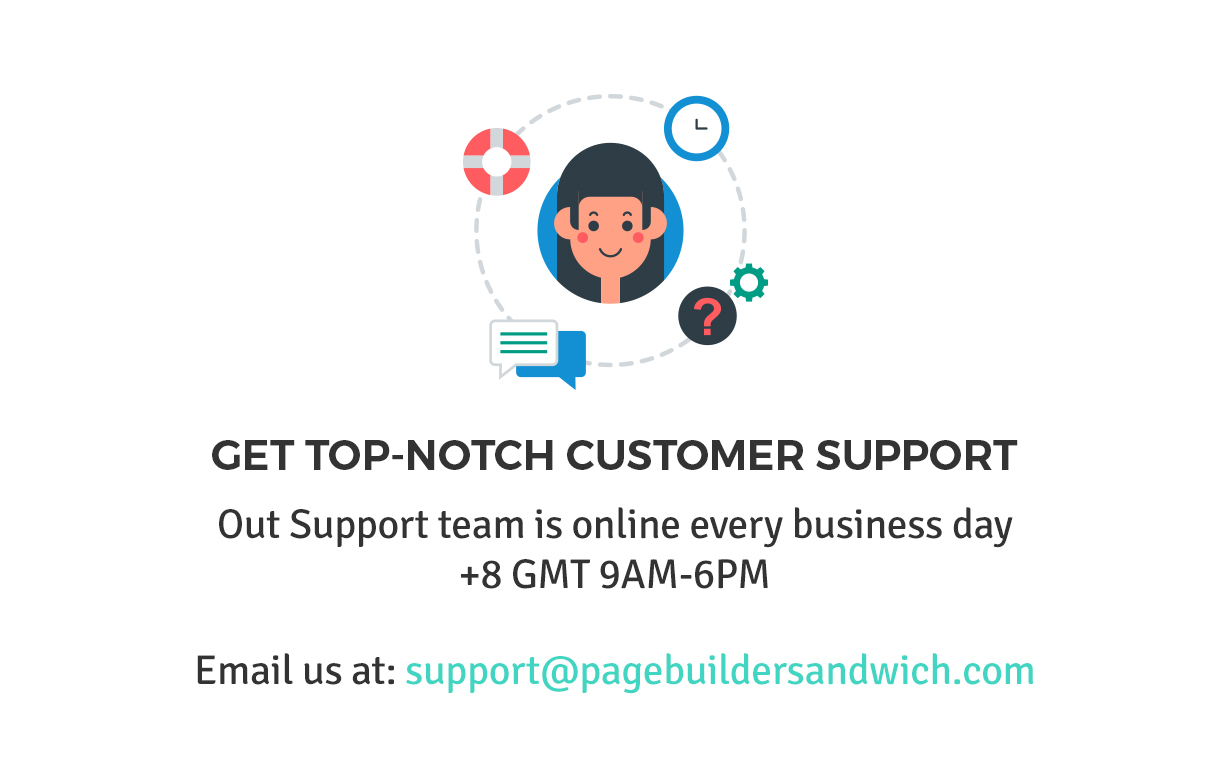 GET TOP-NOTCH CUSTOMER SUPPORT
Out Support team is online every business day
+8 GMT 9AM-6PM
Email us at: support@pagebuildersandwich.com